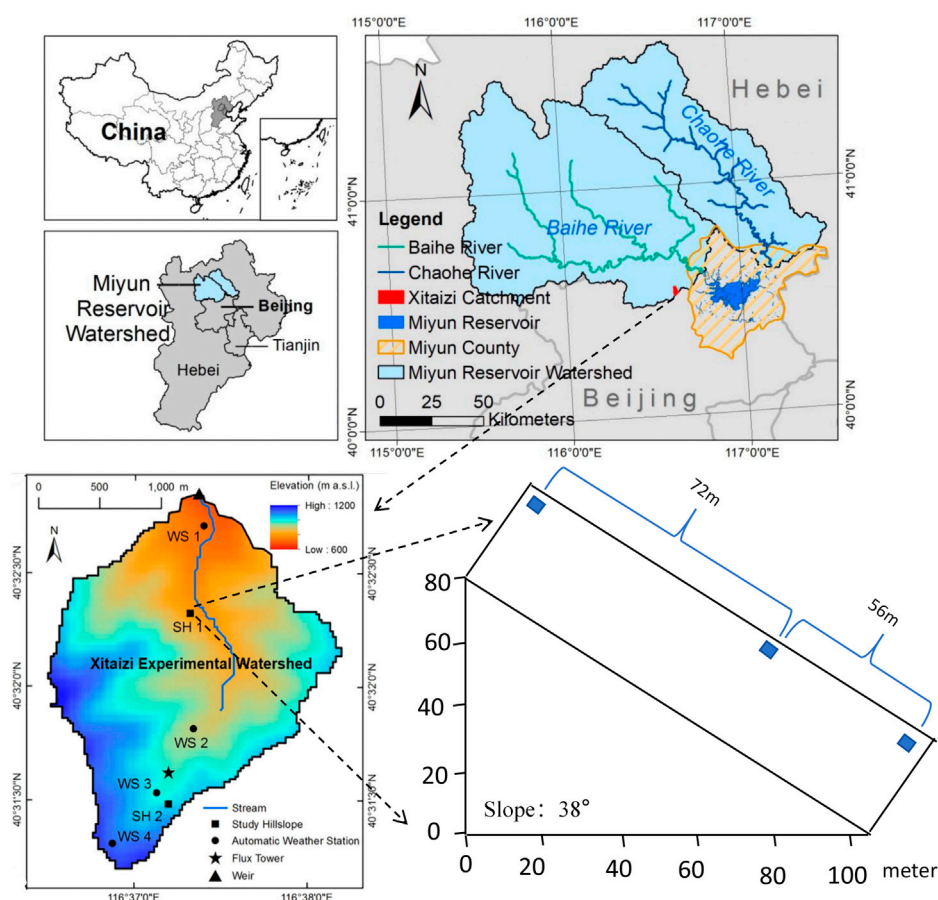 China
Miyun
Reservoir
Watershed
Beijing
Tianjin
Hebei
115°0'0"E 116°0'0"E 117°0'0"E
N
Hebei
Chaohe River
41°0'0"N
41°0'0"N
Baihe River
Legend
Baihe River
Chaohe River
Xitaizi Catchment
Miyun Reservoir
Miyun County
Miyun Reservoir Watershed
0 25 50
Kilometers
Beijing
40°0'0"N
40°0'0"N
115°0'0"E 116°0'0"E 117°0'0"E
0 500 1,000 m
Elevation (m a.s.l.)
High : 1200
Low : 600
N
WS 1
40°32'30"N
40°32'30"N
SH 1
Xitaizi Experimental Watershed
40°32'0"N
40°32'0"N
WS 2
WS 3
40°31'30"N
40°31'30"N
SH 2
WS 4
Stream
Study Hillslope
Automatic Weather Station
Flux Tower
Weir
116°37'0"E 116°38'0"E
72m
56m
80
60
40
20
0
Slope: 38°
0 20 40 60 80 100 meter